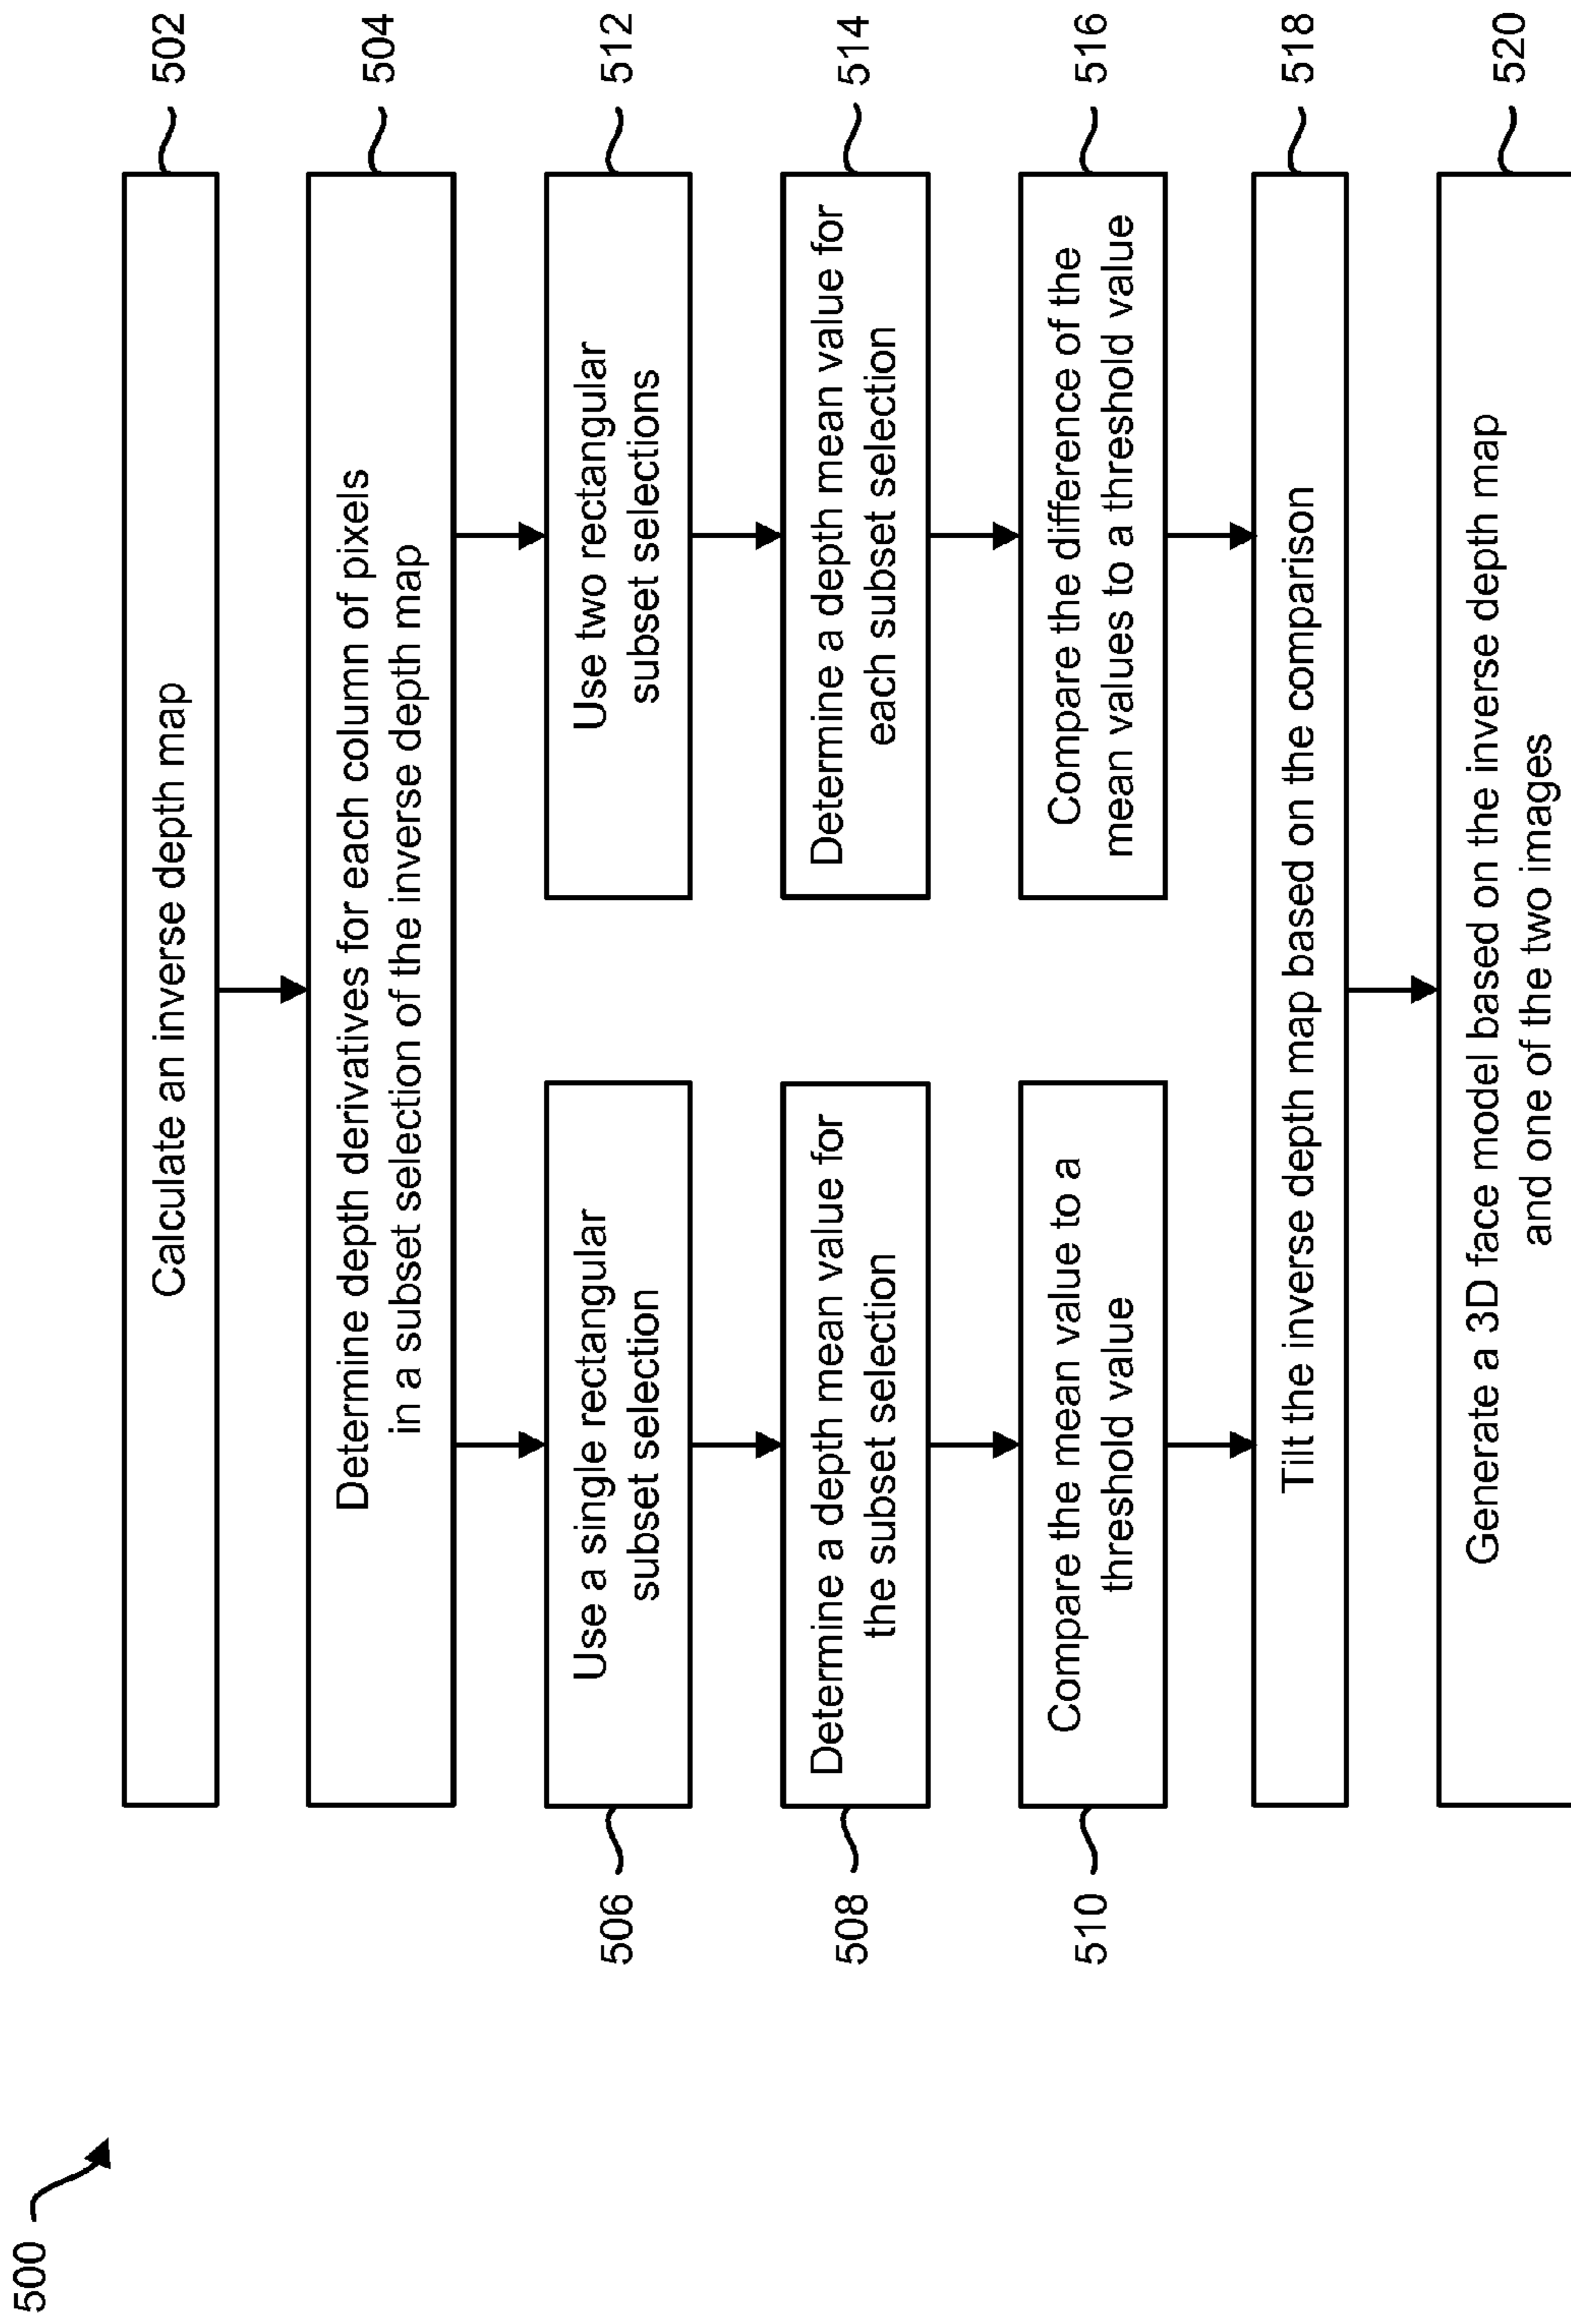 500
Calculate an inverse depth map
502
Determine depth derivatives for each column of pixels
in a subset selection of the inverse depth map
504
506
Use a single rectangular
subset selection
Use two rectangular
subset selections
512
508
Determine a depth mean value for
the subset selection
Determine a depth mean value for
each subset selection
514
510
Compare the mean value to a
threshold value
Compare the difference of the
mean values to a threshold value
516
Tilt the inverse depth map based on the comparison
518
Generate a 3D face model based on the inverse depth map
and one of the two images
520